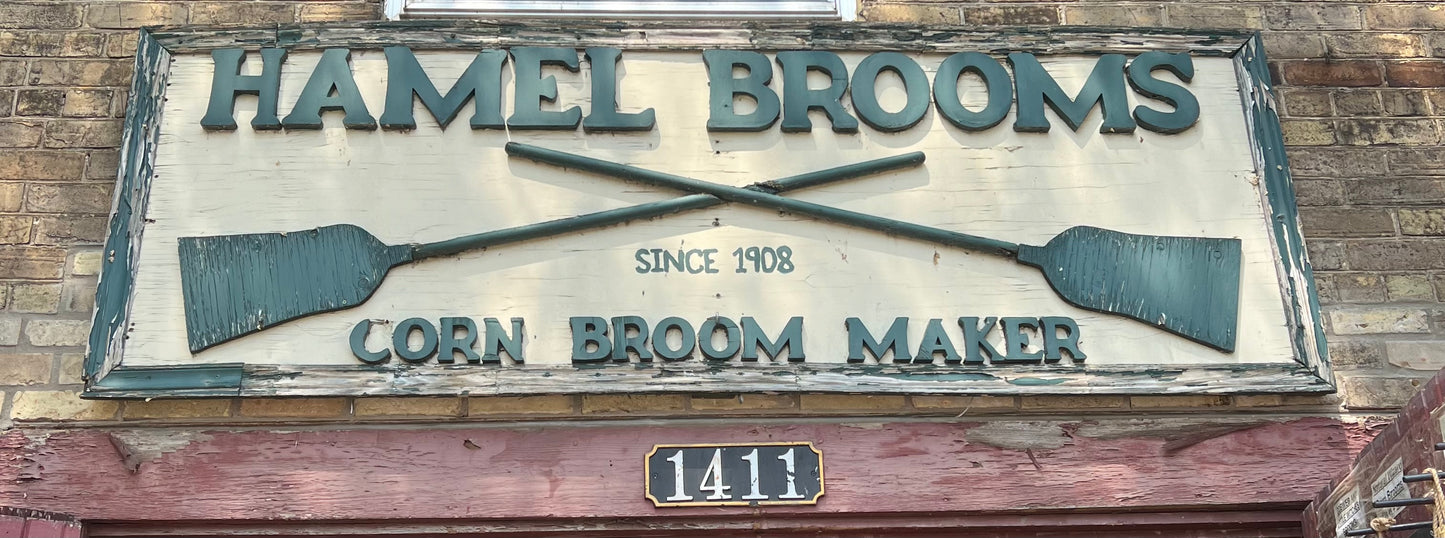 HAMEL BROOMS
SINCE 1908
CORN BROOM MAKER
1411